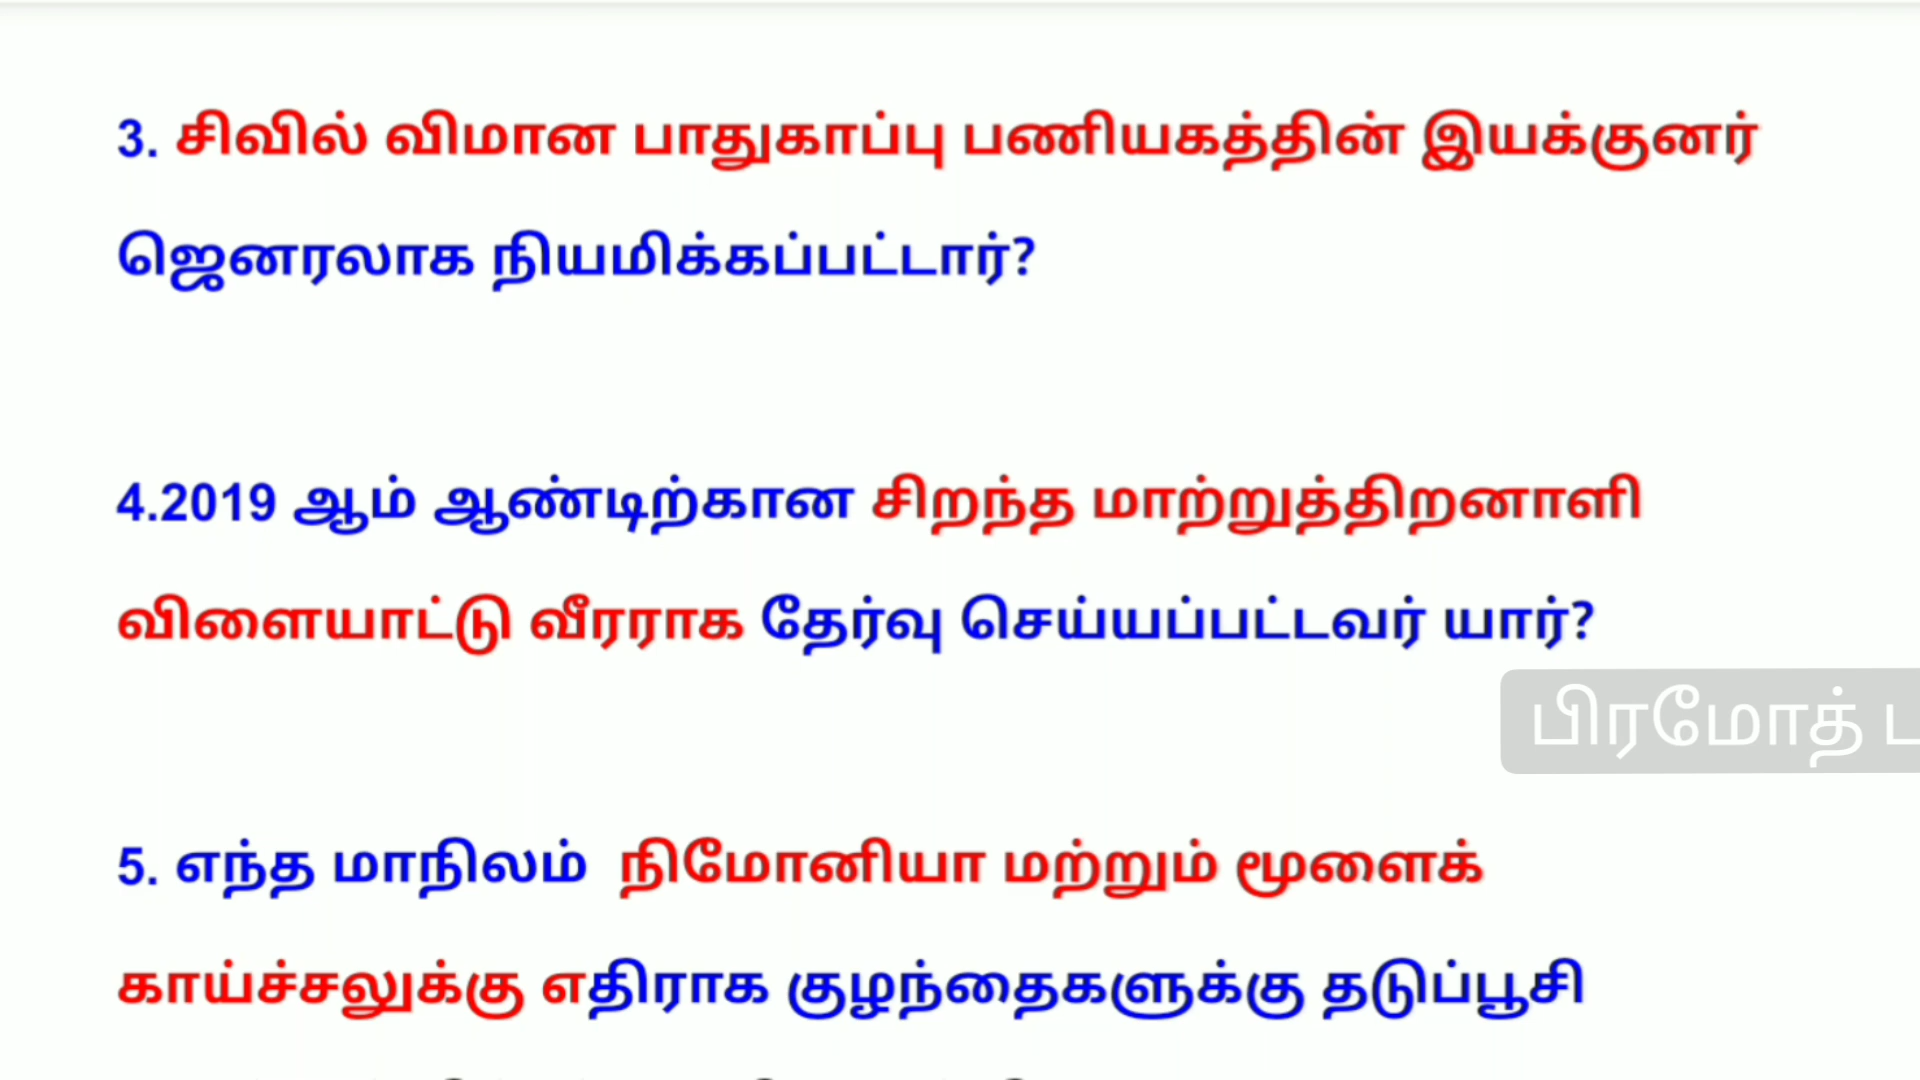 3. சிவில் விமான பாதுகாப்பு பணியகத்தின் இயக்குனர்
ஜெனரலாக நியமிக்கப்பட்டார்?
4.2019 ஆம் ஆண்டிற்கான சிறந்த மாற்றுத்திறனாளி
விளையாட்டு வீரராக தேர்வு செய்யப்பட்டவர் யார்?
பிரமோத்
5. எந்த மாநிலம் நிமோனியா மற்றும் மூளைக்
காய்ச்சலுக்கு எதிராக குழந்தைகளுக்கு தடுப்பூசி